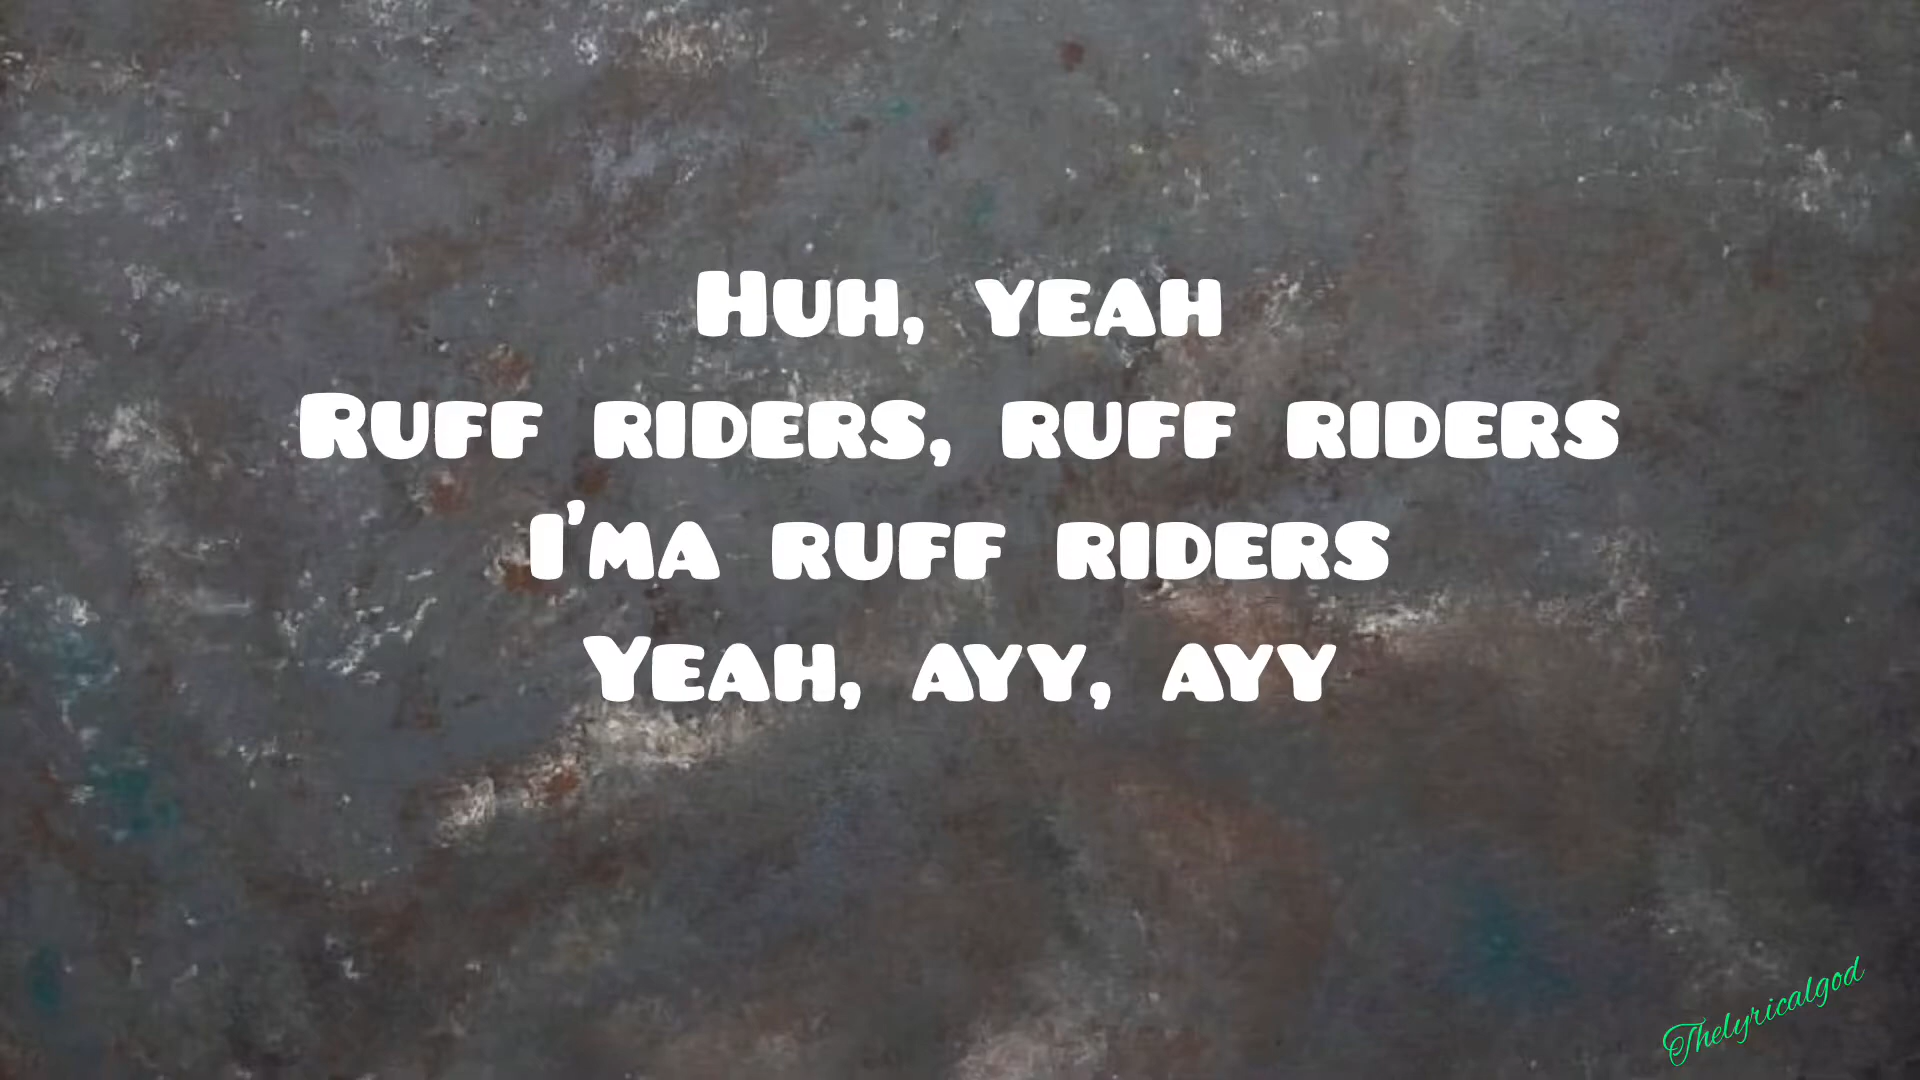 Huh, yeah
Ruff riders, ruff riders
I'ma ruff riders
Yeah, ayy, ayy
Thelyricalgod